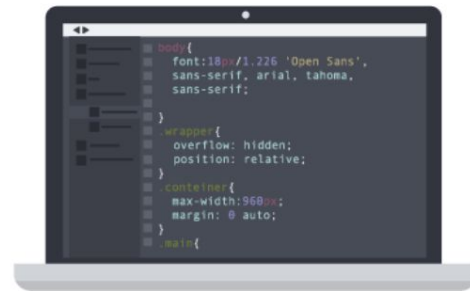 body{
font:18px/1.226 'Open Sans',
sans-serif, arial, tahoma,
sans-serif;
}
.wrapper{
overflow: hidden;
position: relative;
}
.conteiner{
max-width:960px;
margin: 0 auto;
}
.main{